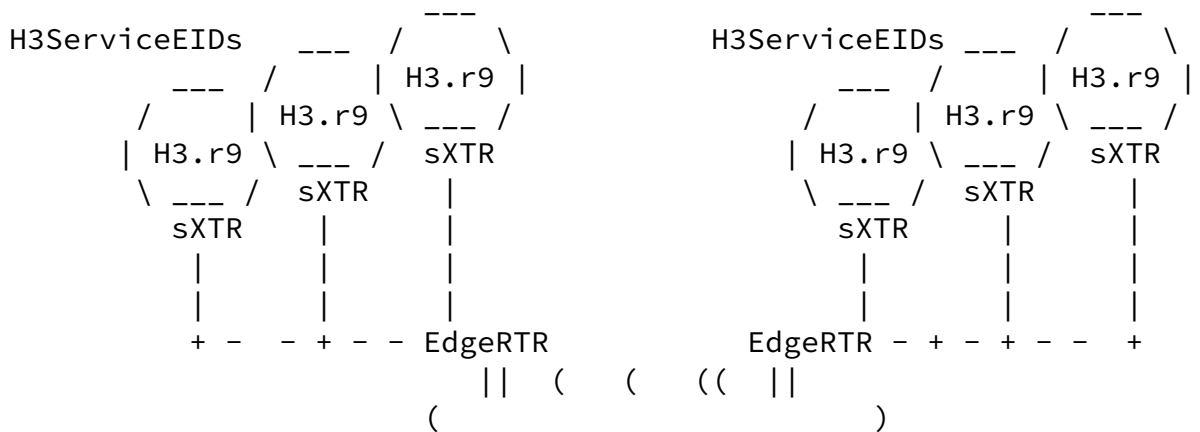 H3ServiceEIDs H3ServiceEIDs
H3.r9 H3.r9
H3.r9 H3.r9
H3.r9 sXTR H3.r9 sXTR
sXTR sXTR
sXTR sXTR
EdgeRTR EdgeRTR